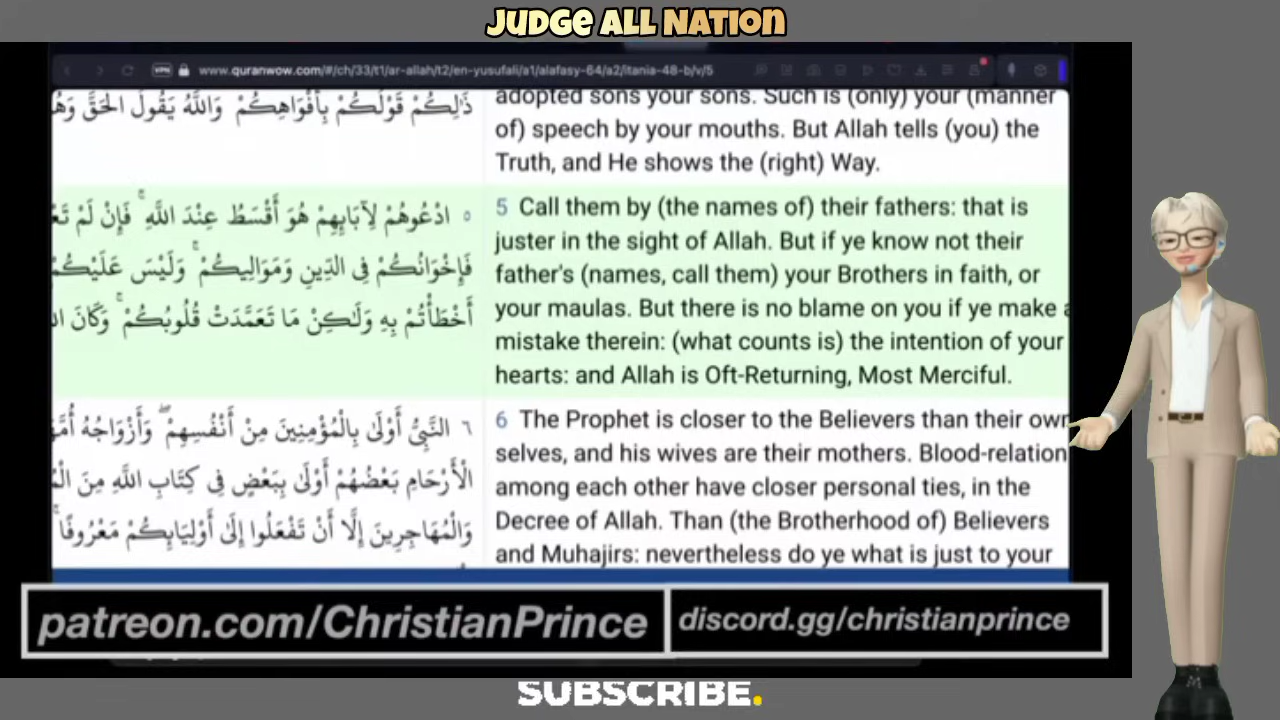 JUDGE ALL NATION
VPN www.quranwow.com/#/ch/33/t1/ar-allah/t2/en-yusufali/a1/alafasy-64/a2/itania-48-b/v/5
ذَٰلِكُمْ قَوْلُكُمْ بِأَفْوَاهِكُمْ وَاللَّهُ يَقُولُ الْحَقَّ
adopted sons your sons. Such is (only) your (manner
of) speech by your mouths. But Allah tells (you) the
Truth, and He shows the (right) Way.
٥ ادْعُوهُمْ لِآبَائِهِمْ هُوَ أَقْسَطُ عِنْدَ اللَّهِ ۚ فَإِنْ لَمْ
فَإِخْوَانُكُمْ فِي الدِّينِ وَمَوَالِيكُمْ ۚ وَلَيْسَ عَلَيْكُمْ
أَخْطَأْتُمْ بِهِ وَلَٰكِنْ مَا تَعَمَّدَتْ قُلُوبُكُمْ ۚ وَكَانَ
5 Call them by (the names of) their fathers: that is
juster in the sight of Allah. But if ye know not their
father's (names, call them) your Brothers in faith, or
your maulas. But there is no blame on you if ye make a
mistake therein: (what counts is) the intention of your
hearts: and Allah is Oft-Returning, Most Merciful.
٦ النَّبِيُّ أَوْلَىٰ بِالْمُؤْمِنِينَ مِنْ أَنْفُسِهِمْ ۖ وَأَزْوَاجُهُ
الْأَرْحَامِ بَعْضُهُمْ أَوْلَىٰ بِبَعْضٍ فِي كِتَابِ اللَّهِ مِنَ
وَالْمُهَاجِرِينَ إِلَّا أَنْ تَفْعَلُوا إِلَىٰ أَوْلِيَائِكُمْ مَعْرُوفًا ۚ
6 The Prophet is closer to the Believers than their own
selves, and his wives are their mothers. Blood-relation
among each other have closer personal ties, in the
Decree of Allah. Than (the Brotherhood of) Believers
and Muhajirs: nevertheless do ye what is just to your
patreon.com/ChristianPrince
discord.gg/christianprince
SUBSCRIBE.